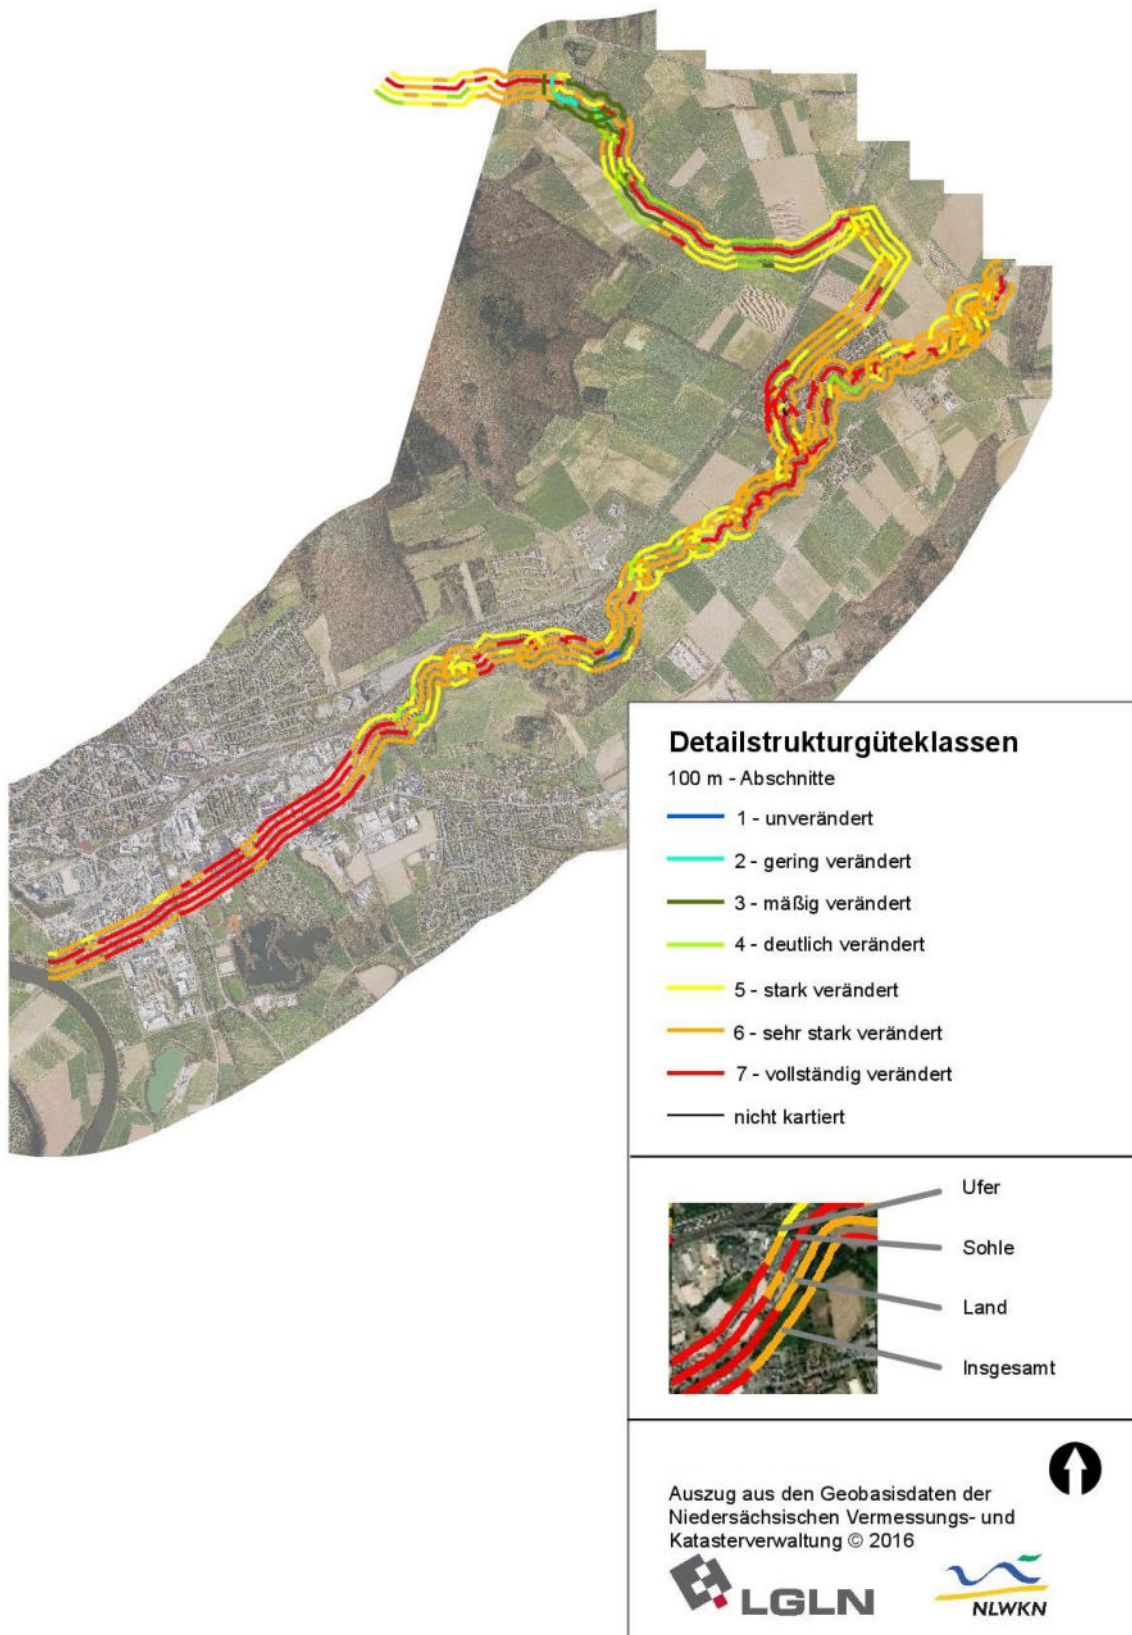 Detailstrukturgüteklassen
100 m - Abschnitte
1 - unverändert
2 - gering verändert
3 - mäßig verändert
4 - deutlich verändert
5 - stark verändert
6 - sehr stark verändert
7 - vollständig verändert
nicht kartiert
Ufer
Sohle
Land
Insgesamt
Auszug aus den Geobasisdaten der
Niedersächsischen Vermessungs- und
Katasterverwaltung © 2016
LGLN
NLWKN